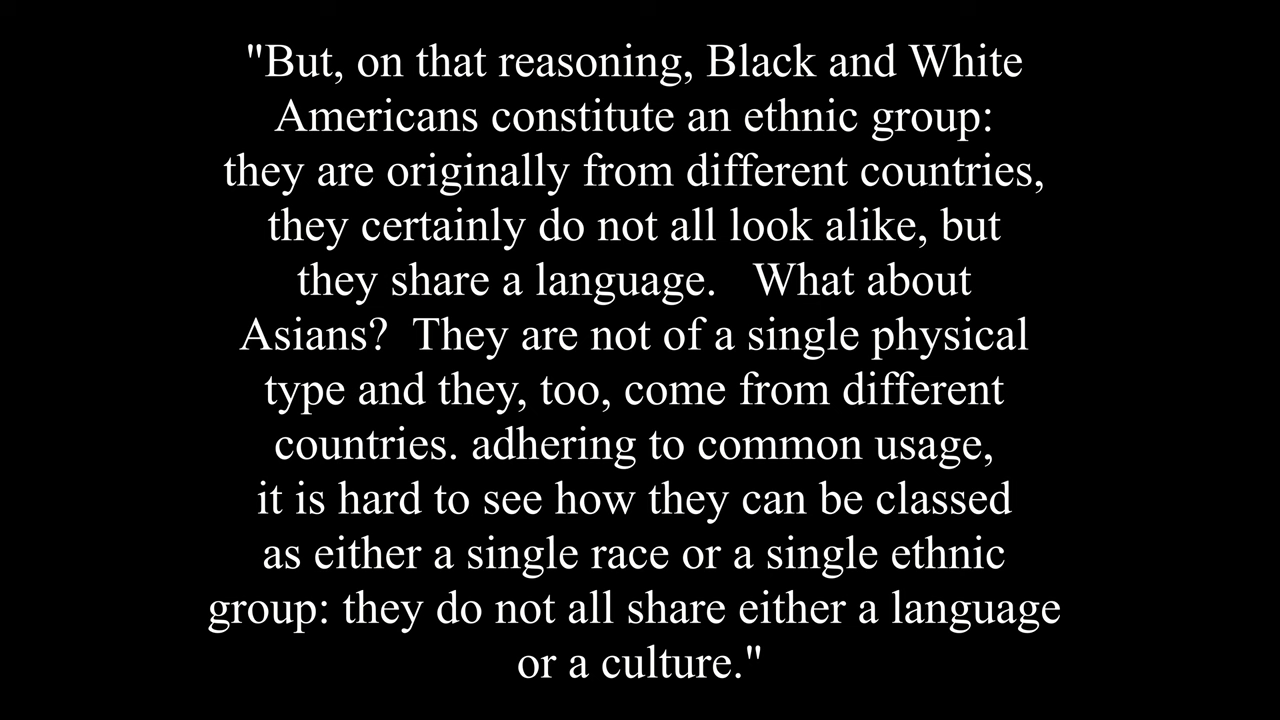 "But, on that reasoning, Black and White
Americans constitute an ethnic group:
they are originally from different countries,
they certainly do not all look alike, but
they share a language.   What about
Asians?  They are not of a single physical
type and they, too, come from different
countries. adhering to common usage,
it is hard to see how they can be classed
as either a single race or a single ethnic
group: they do not all share either a language
or a culture."